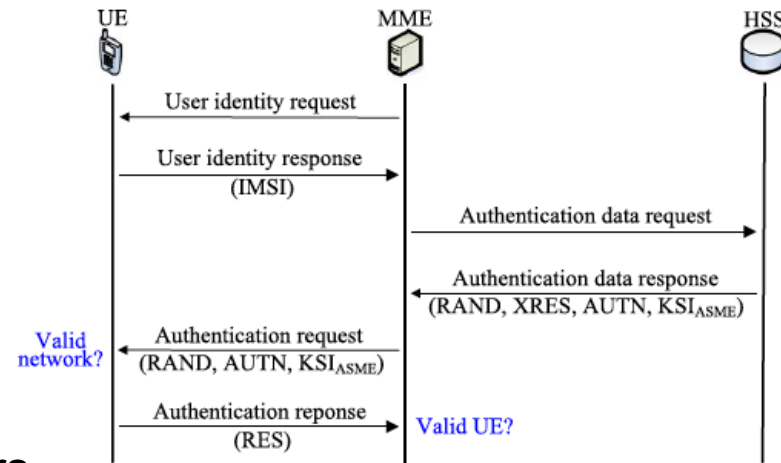 UE
MME
HSS
User identity request
User identity response
(IMSI)
Authentication data request
Authentication data response
(RAND, XRES, AUTN, KSIASME)
Valid
network?
Authentication request
(RAND, AUTN, KSIASME)
Authentication reponse
(RES)
Valid UE?